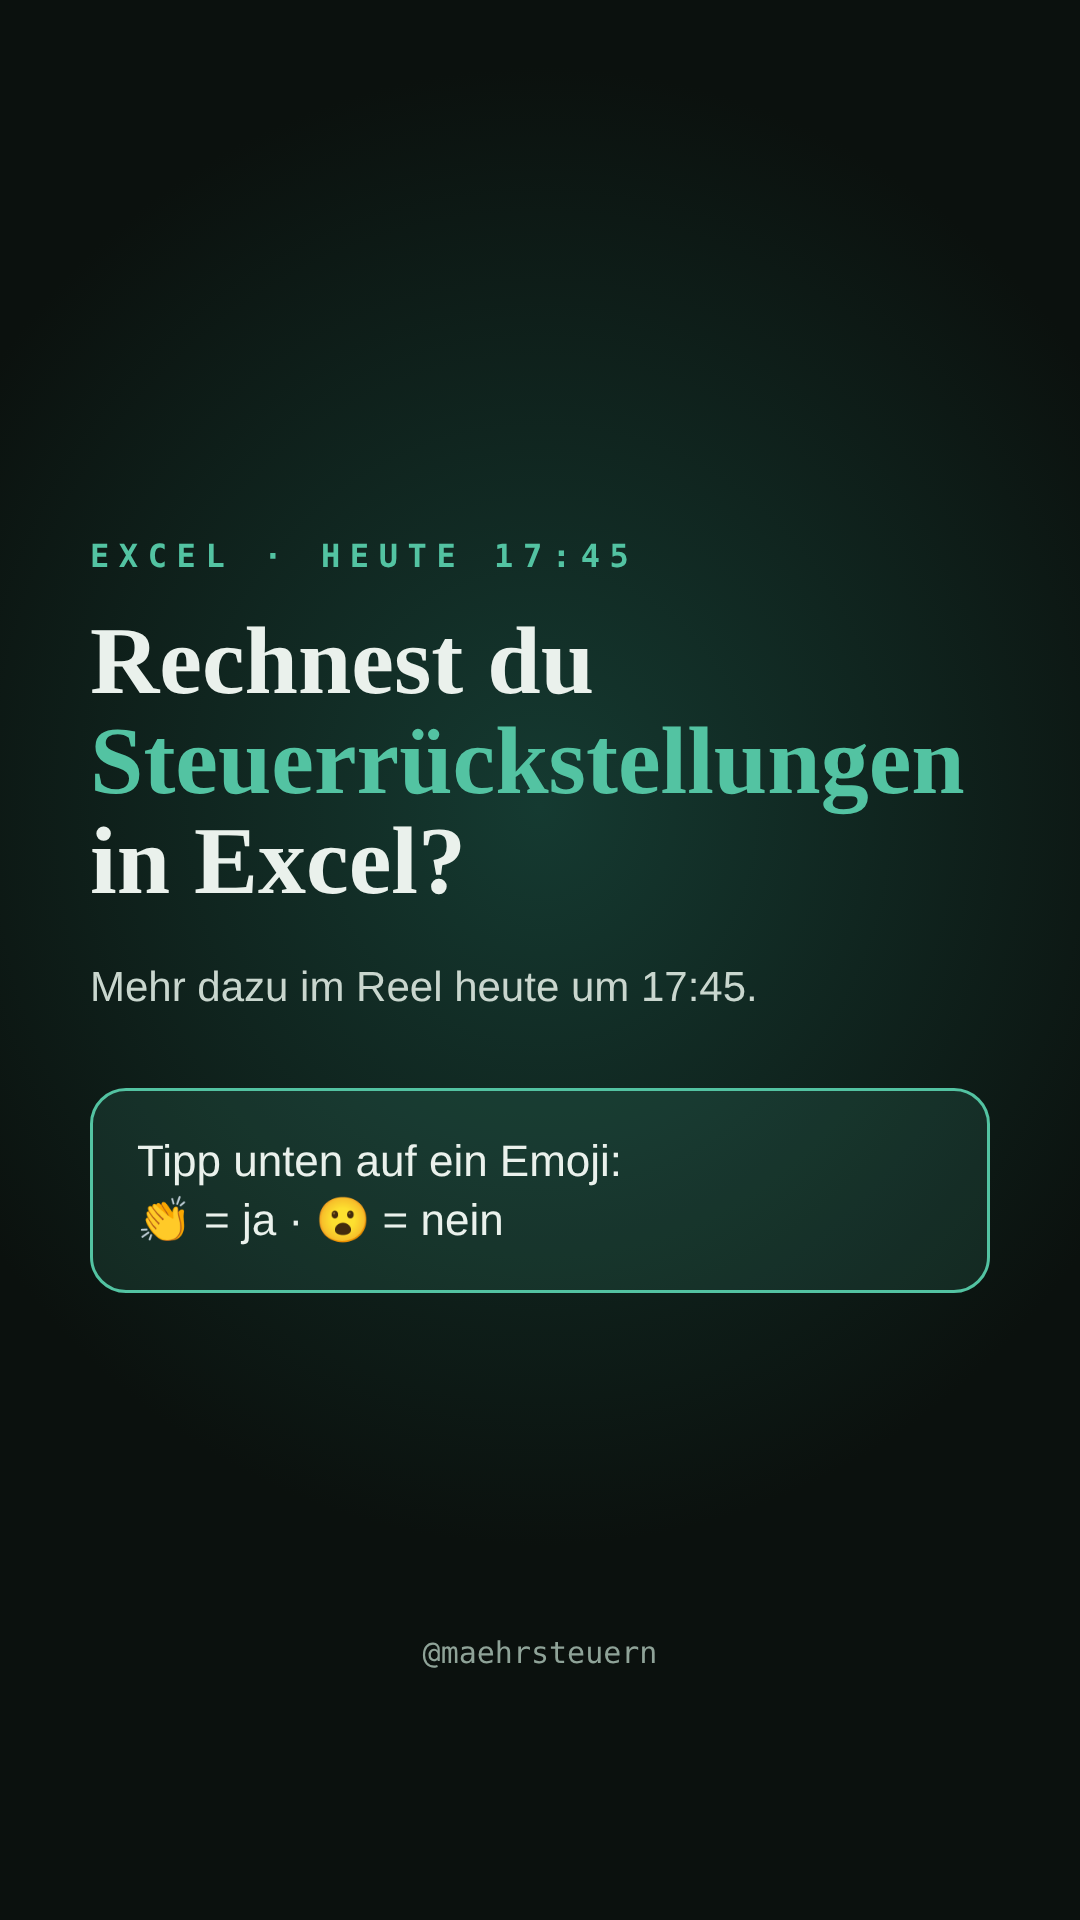 EXCEL · HEUTE 17:45
Rechnest du
Steuerrückstellungen
in Excel?
Mehr dazu im Reel heute um 17:45.
Tipp unten auf ein Emoji:
👏 = ja · 😮 = nein
@maehrsteuern